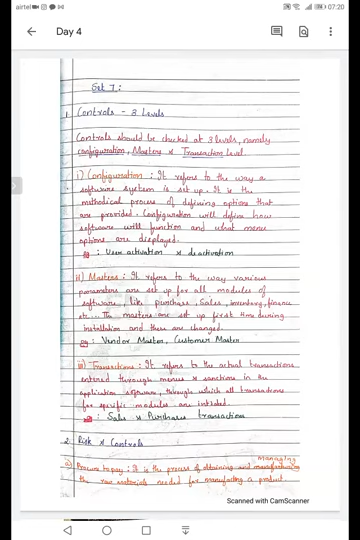 airtel
07:20
Day 4
Set I :
1. Controls - 3 Levels
Controls should be checked at 3 levels, namely
configuration, Masters & Transaction level
i) Configuration : It refers to the way a
software system is set up. It is the
methodical process of defining options that
are provided. Configuration will define how
software will function and what menu
options are displayed.
eg : User activation & deactivation
ii) Masters : It refers to the way various
parameters are set up for all modules of
software, like purchase, Sales, inventory, finance
etc... The masters are set up first time during
installation and these are changed.
eg : Vendor Master, Customer Master
iii) Transactions : It refers to the actual transactions
entered through menus & functions in the
application software, through which all transactions
for specific modules are initiated.
eg : Sales & Purchases transactions
2. Risk & Controls
managing
a) Procure to pay : It is the process of obtaining and manufacturing
the raw materials needed for manufacting a product.
Scanned with CamScanner